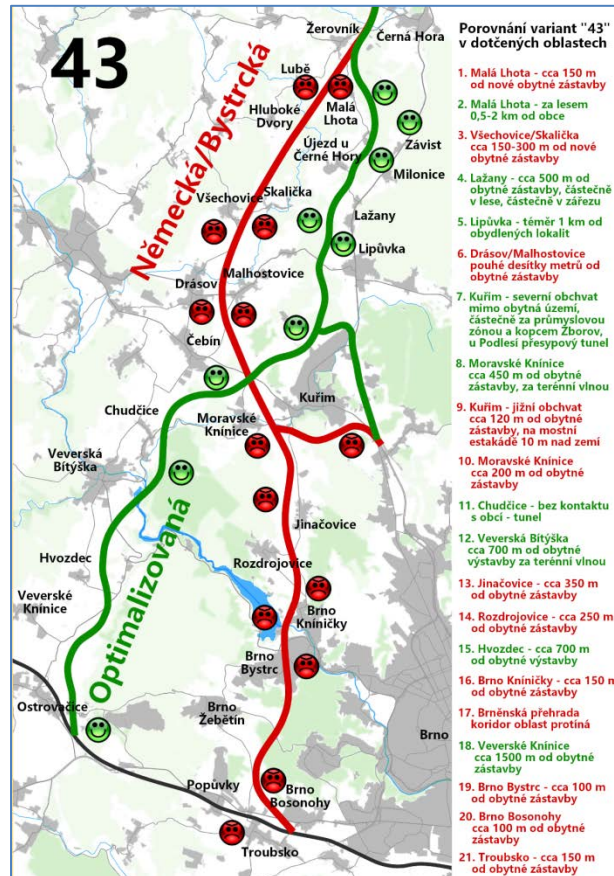 43
Německá/Bystrcká
Optimalizovaná
Žerovník
Černá Hora
Lubě
Hluboké
Dvory
Malá
Lhota
Závist
Újezd u
Černé Hory
Milonice
Skalička
Všechovice
Lažany
Lipůvka
Malhostovice
Drásov
Čebín
Kuřim
Chudčice
Moravské
Knínice
Veverská
Bítýška
Jinačovice
Hvozdec
Rozdrojovice
Veverské
Knínice
Brno
Kníničky
Brno
Bystrc
Ostrovačice
Brno
Žebětín
Brno
Popůvky
Brno
Bosonohy
Troubsko
Porovnání variant "43"
v dotčených oblastech
1. Malá Lhota - cca 150 m
od nové obytné zástavby
2. Malá Lhota - za lesem
0,5-2 km od obce
3. Všechovice/Skalička
cca 150-300 m od nové
obytné zástavby
4. Lažany - cca 500 m od
obytné zástavby, částečně
v lese, částečně v zářezu
5. Lipůvka - téměr 1 km od
obydlených lokalit
6. Drásov/Malhostovice
pouhé desítky metrů od
obytné zástavby
7. Kuřim - severní obchvat
mimo obytná území,
částečně za průmyslovou
zónou a kopcem Žborov,
u Podlesí přesypový tunel
8. Moravské Knínice
cca 450 m od obytné
zástavby, za terénní vlnou
9. Kuřim - jižní obchvat
cca 120 m od obytné
zástavby, na mostní
estakádě 10 m nad zemí
10. Moravské Knínice
cca 200 m od obytné
zástavby
11. Chudčice - bez kontaktu
s obcí - tunel
12. Veverská Bítýška
cca 700 m od obytné
výstavby za terénní vlnou
13. Jinačovice - cca 350 m
od obytné zástavby
14. Rozdrojovice - cca 250 m
od obytné zástavby
15. Hvozdec - cca 700 m
od obytné výstavby
16. Brno Kníničky - cca 150 m
od obytné zástavby
17. Brněnská přehrada
koridor oblast protíná
18. Veverské Knínice
cca 1500 m od obytné
zástavby
19. Brno Bystrc - cca 100 m
od obytné zástavby
20. Brno Bosonohy
cca 100 m od obytné
zástavby
21. Troubsko - cca 150 m
od obytné zástavby